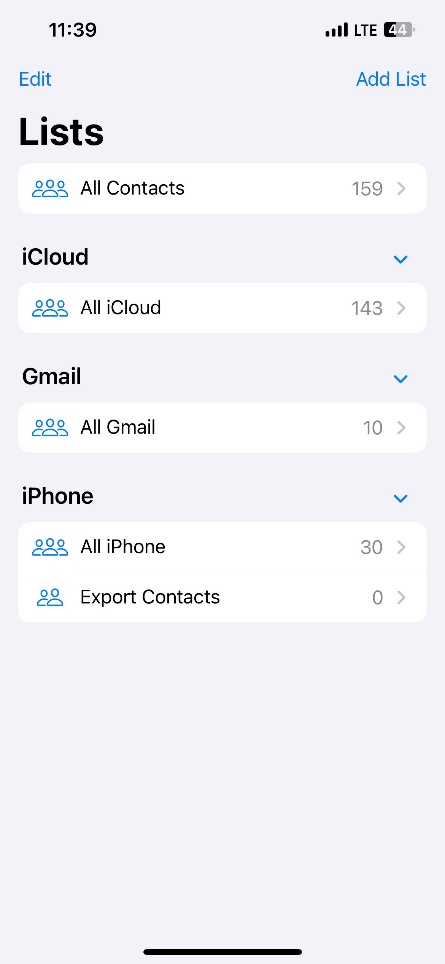 11:39 LTE 44
Edit Add List
Lists
All Contacts 159
iCloud
All iCloud 143
Gmail
All Gmail 10
iPhone
All iPhone 30
Export Contacts 0